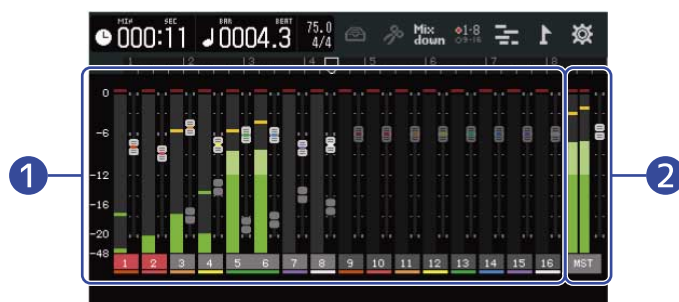 MIN SEC BAR BEAT
000:11 0004.3 75.0 4/4 Mix down 1-8 9-16
1 2 3 4 5 6 7 8
0
-6
-12
-16
-20
-48
1 2 3 4 5 6 7 8 9 10 11 12 13 14 15 16 MST
1 2